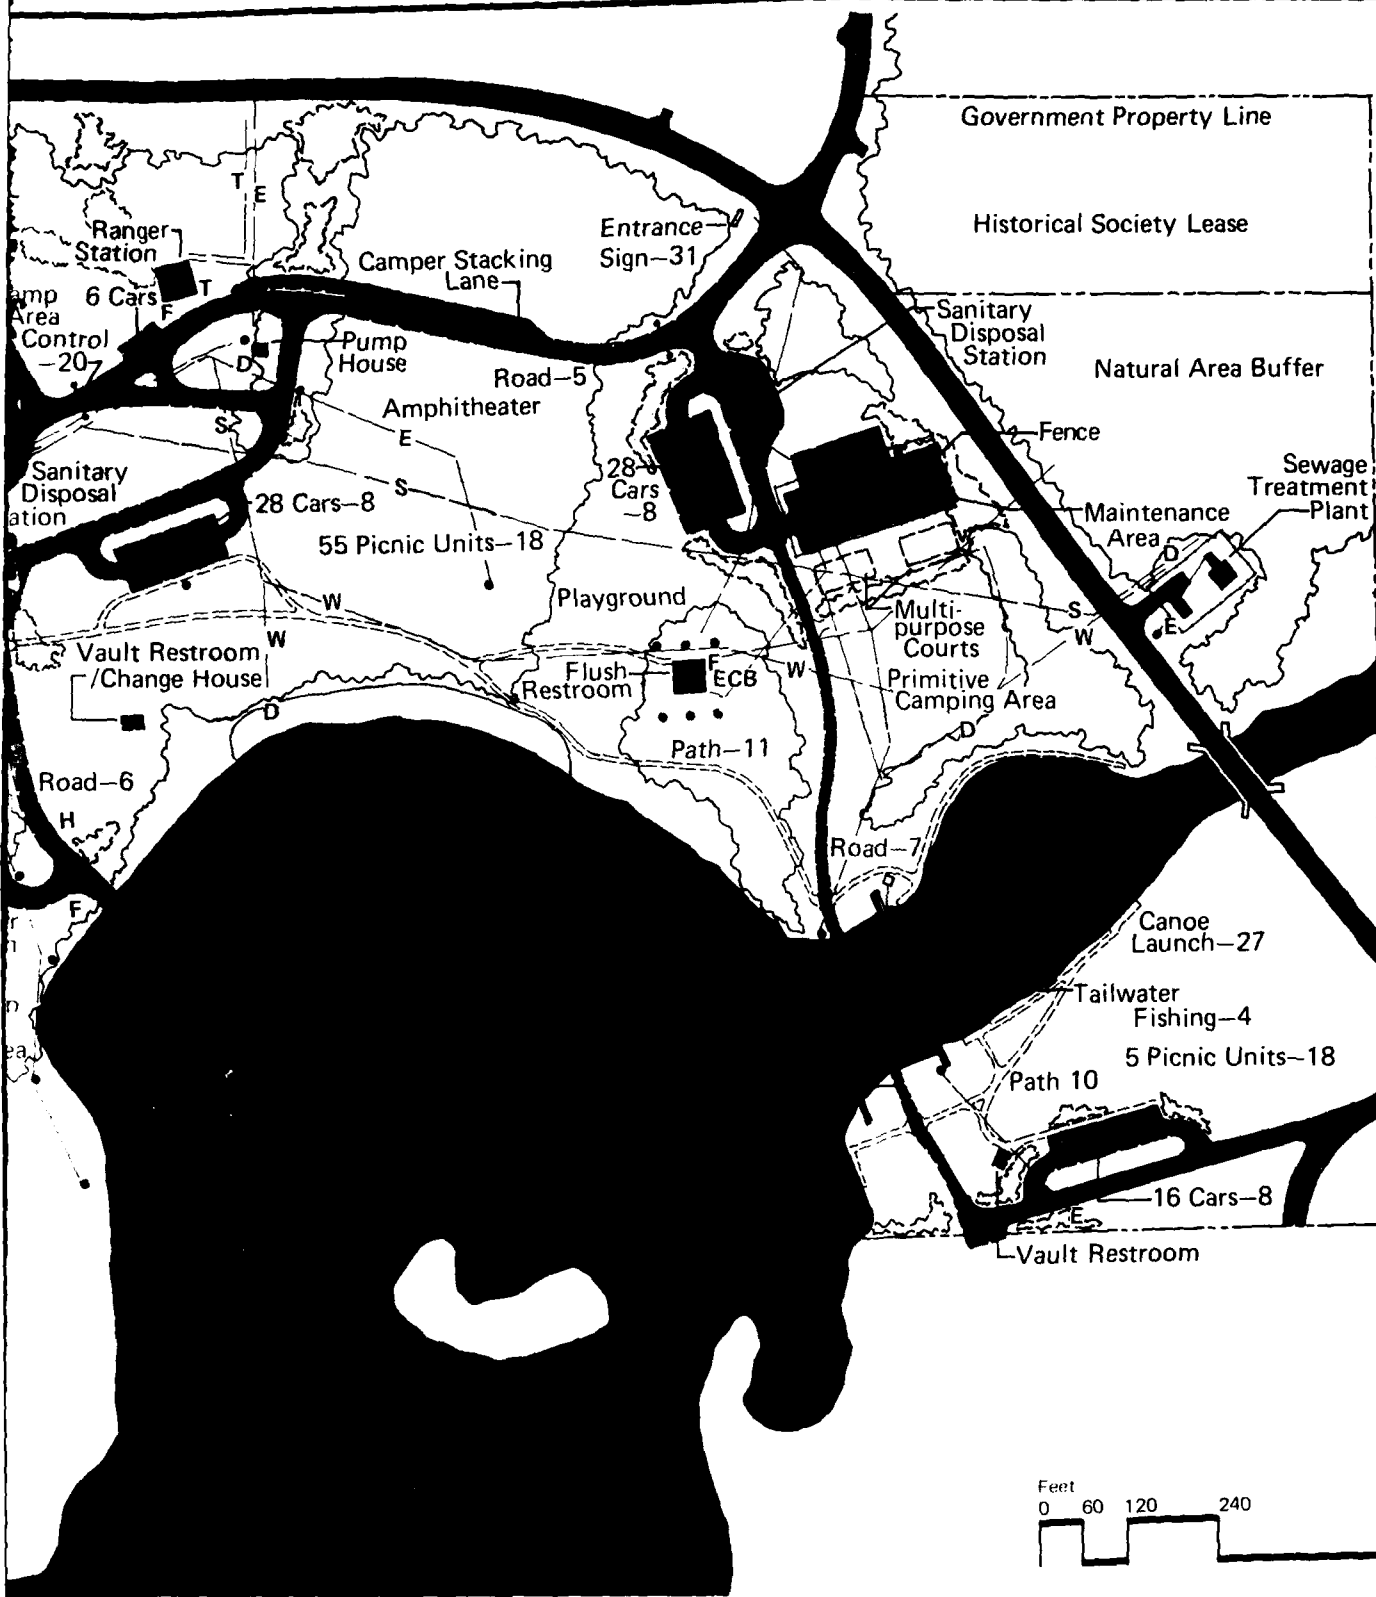 Government Property Line
T
E
Historical Society Lease
Entrance
Sign—31
Ranger
Station
Camper Stacking
Lane
T
6 Cars
F
amp
Area
Control
—20
Sanitary
Disposal
Station
Pump
House
D
Road—5
Natural Area Buffer
Amphitheater
E
S
Fence
28
Cars
—8
Sewage
Treatment
Plant
Sanitary
Disposal
ation
S
28 Cars—8
Maintenance
Area
55 Picnic Units—18
D
Playground
W
Multi-
purpose
Courts
S
W
E
W
Vault Restroom
/Change House
Flush
Restroom
F
ECB
W
Primitive
Camping Area
D
D
Path—11
Road—6
H
Road—7
F
Canoe
Launch—27
Tailwater
Fishing—4
5 Picnic Units—18
Path 10
16 Cars—8
E
Vault Restroom
Feet
0 60 120 240